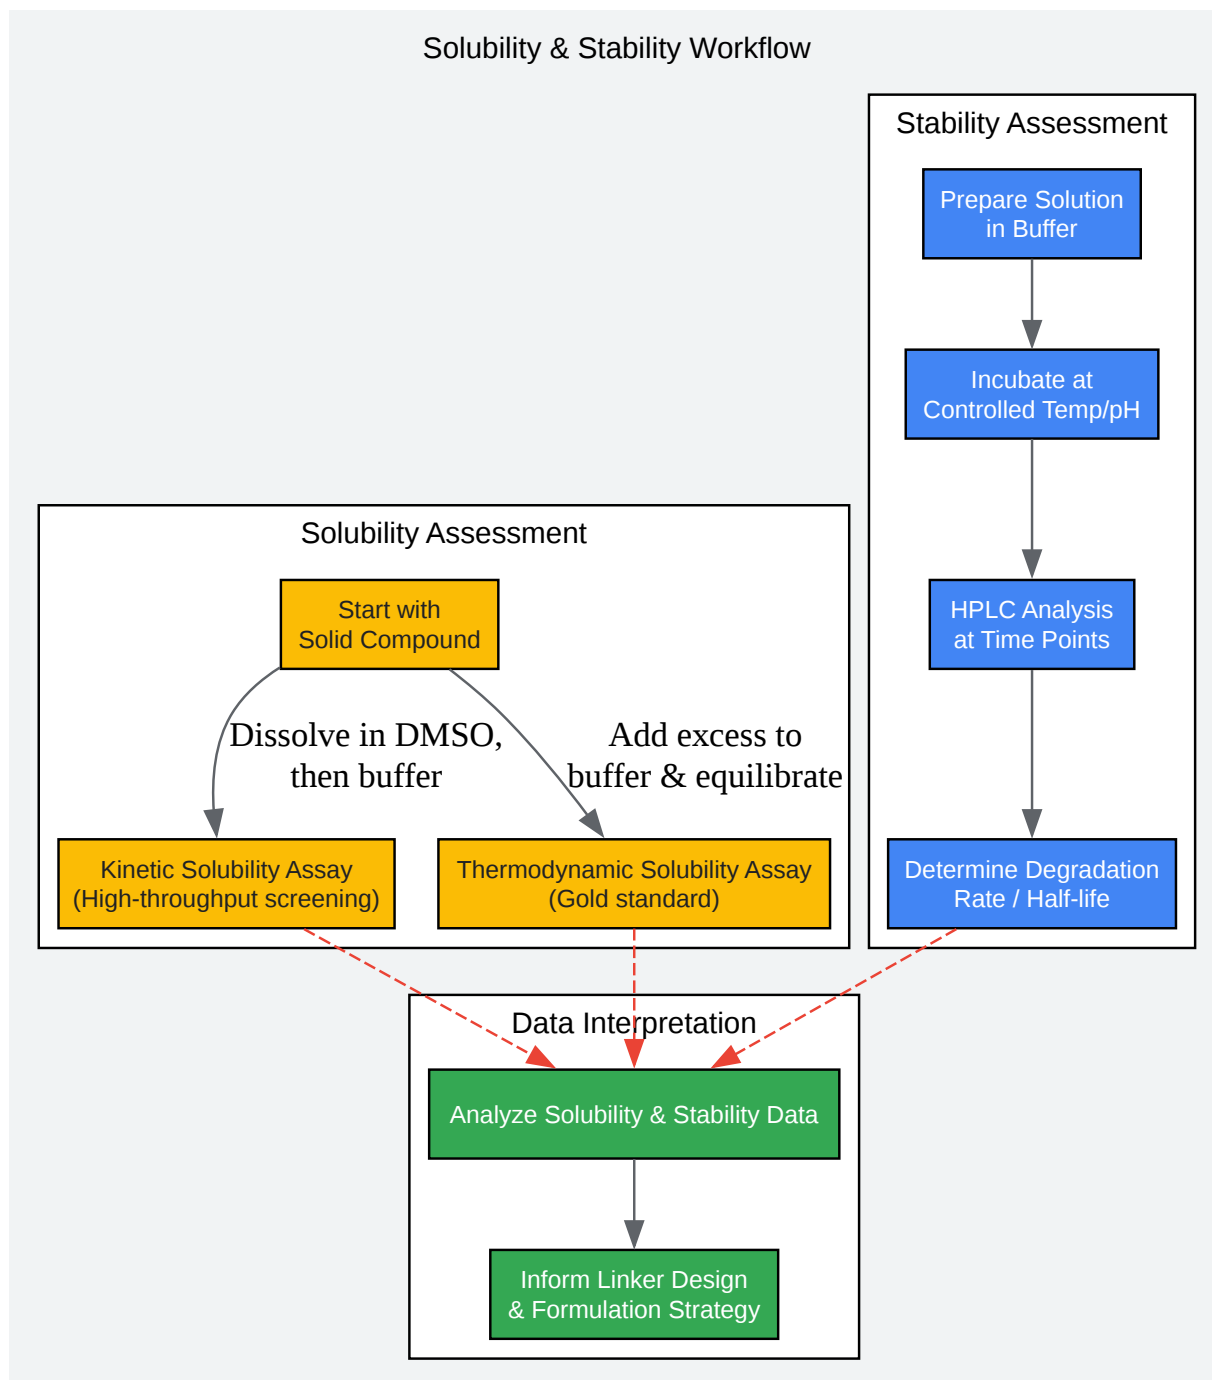 Solubility & Stability Workflow
Stability Assessment
Prepare Solution
in Buffer
Incubate at
Controlled Temp/pH
HPLC Analysis
at Time Points
Determine Degradation
Rate / Half-life
Solubility Assessment
Start with
Solid Compound
Dissolve in DMSO,
then buffer
Add excess to
buffer & equilibrate
Kinetic Solubility Assay
(High-throughput screening)
Thermodynamic Solubility Assay
(Gold standard)
Data Interpretation
Analyze Solubility & Stability Data
Inform Linker Design
& Formulation Strategy